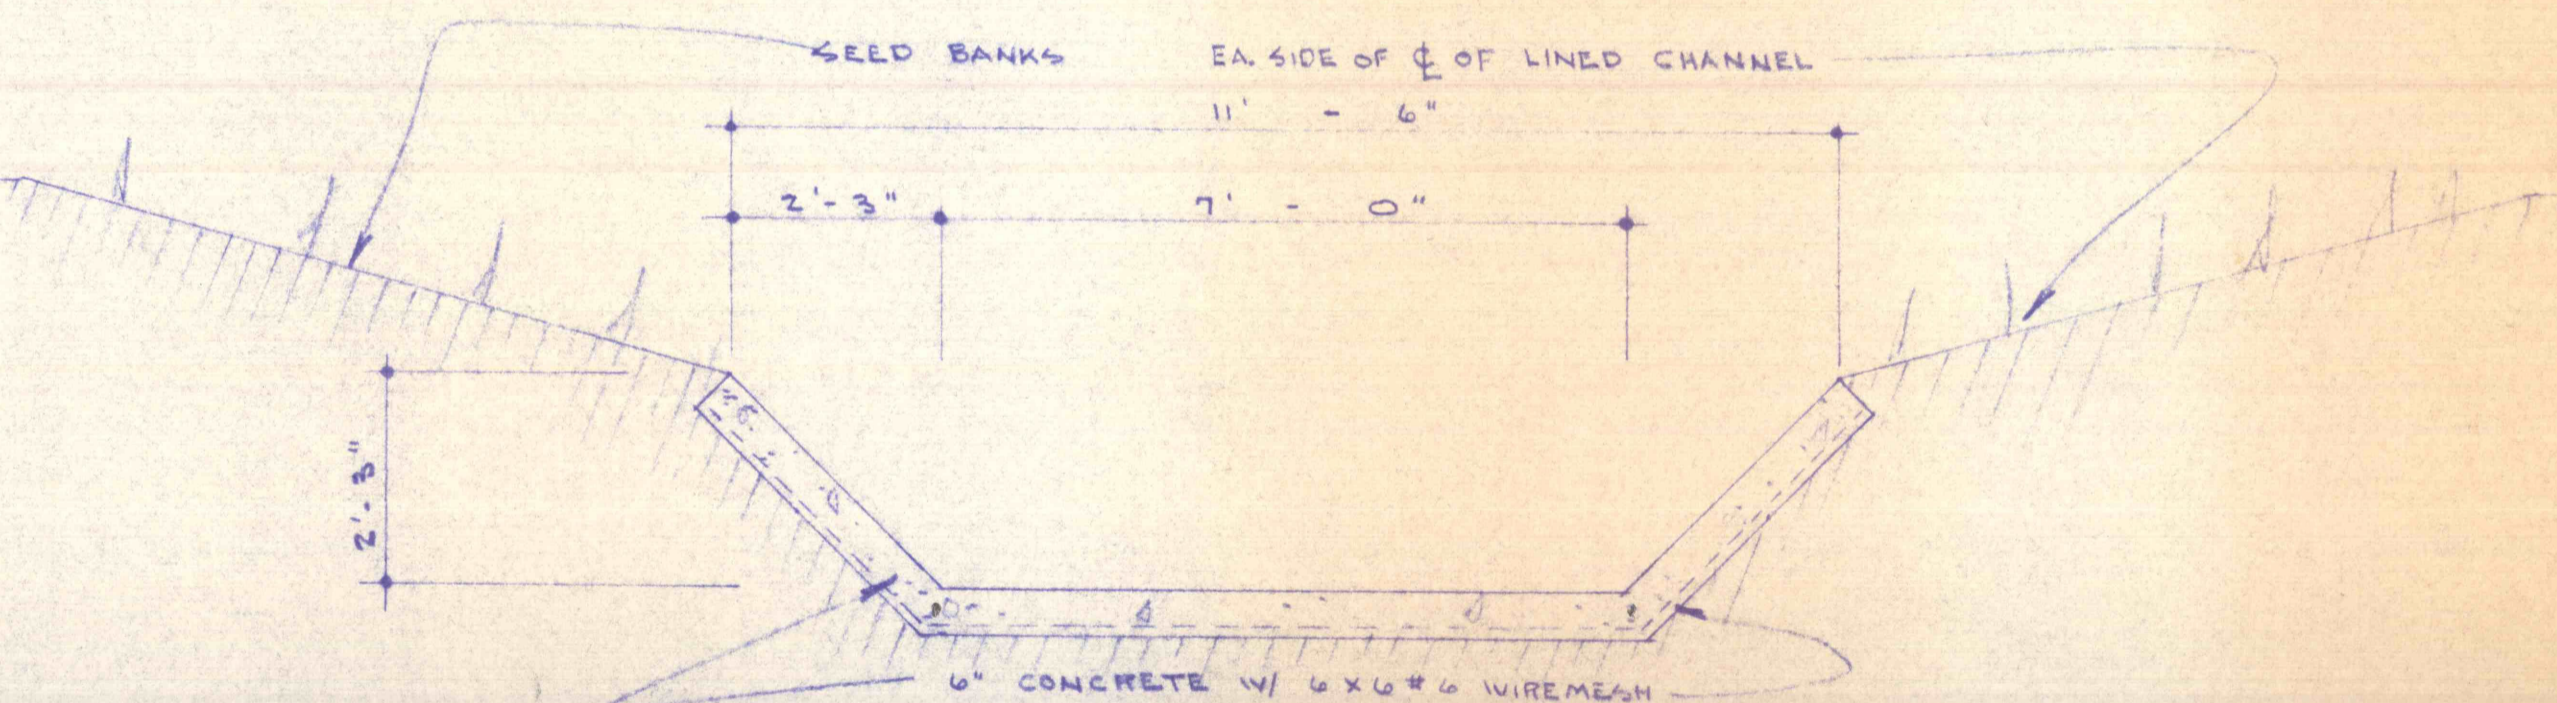 SEED BANKS EA. SIDE OF ℄ OF LINED CHANNEL
11' - 6"
2'-3" 7' - 0"
2'-3"
6" CONCRETE W/ 6 X 6 # 6 WIREMESH